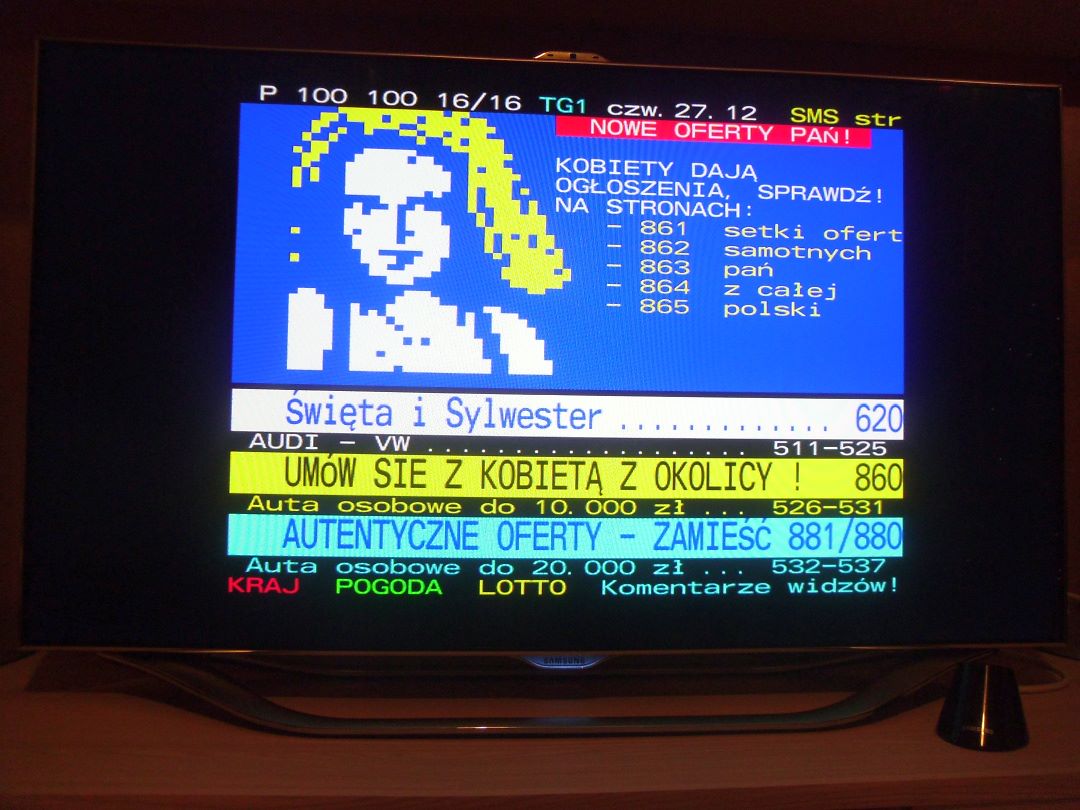 P 100 100 16/16 TG1 czw. 27. 12 SMS str
NOWE OFERTY PAŃ!
KOBIETY DAJĄ
OGŁOSZENIA, SPRAWDź!
NA STRONACH:
- 861 setki ofert
- 862 samotnych
- 863 pań
- 864 z całej
- 865 polski
Święta i Sylwester ............. 620
AUDI - VW ................... 511-525
UMÓW SIE Z KOBIETĄ Z OKOLICY ! 860
Auta osobowe do 10.000 zł ... 526-531
AUTENTYCZNE OFERTY - ZAMIEŚĆ 881/880
Auta osobowe do 20.000 zł ... 532-537
KRAJ POGODA LOTTO Komentarze widzów!
SAMSUNG